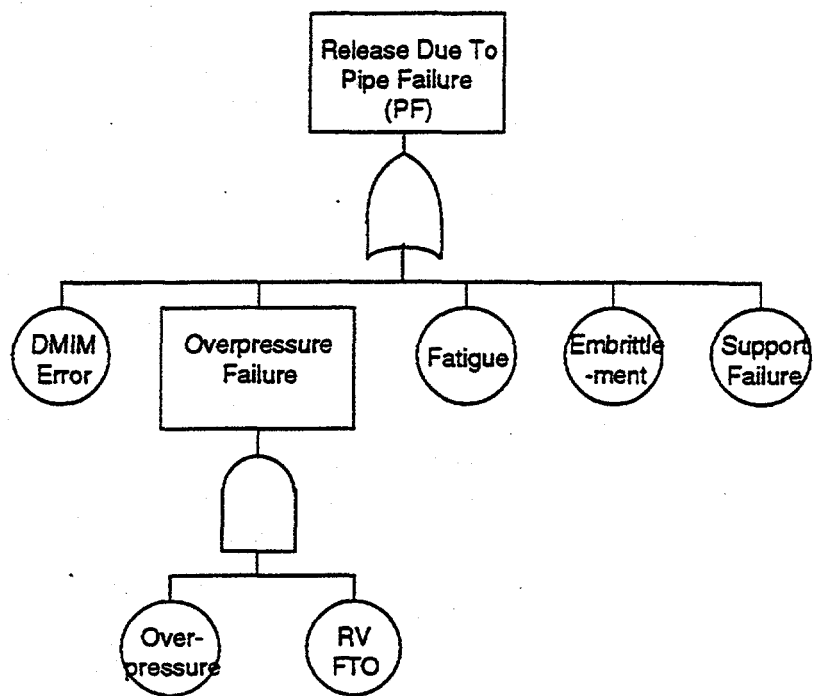 Release Due To
Pipe Failure
(PF)
DMIM
Error
Overpressure
Failure
Fatigue
Embrittle
-ment
Support
Failure
Over-
pressure
RV
FTO